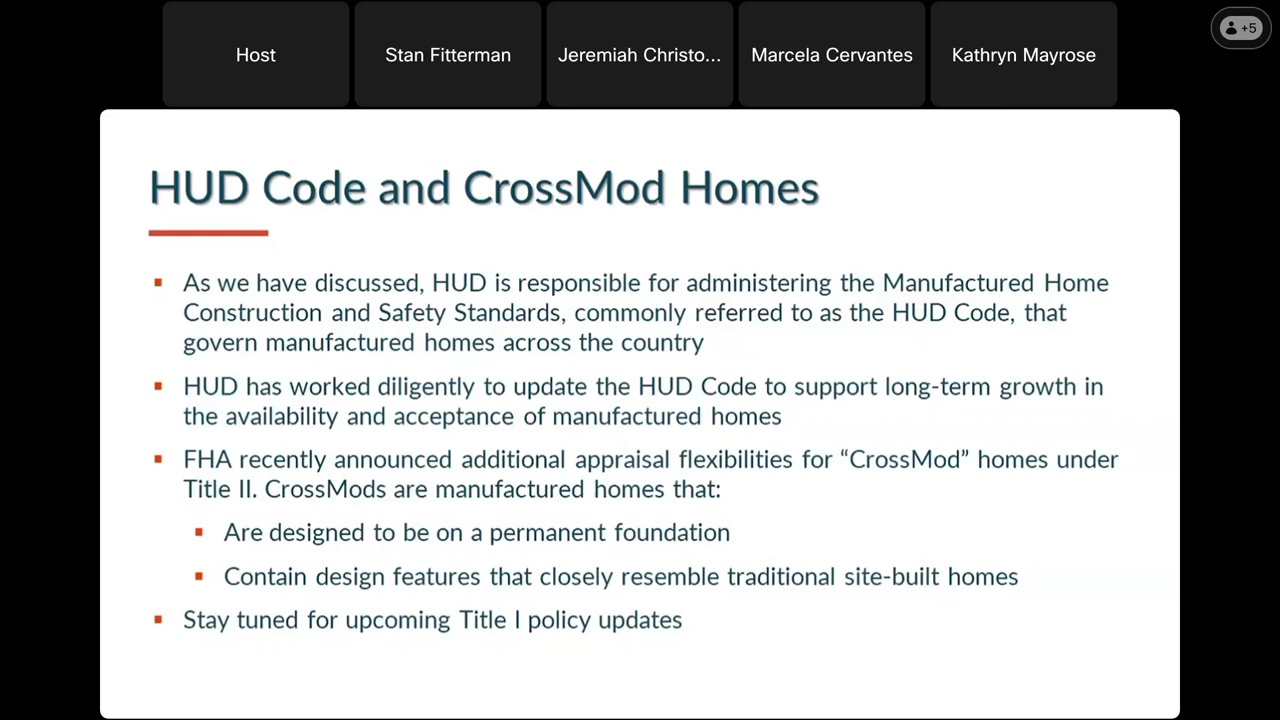 Host
Stan Fitterman
Jeremiah Christo...
Marcela Cervantes
Kathryn Mayrose
+5
HUD Code and CrossMod Homes
▪ As we have discussed, HUD is responsible for administering the Manufactured Home
Construction and Safety Standards, commonly referred to as the HUD Code, that
govern manufactured homes across the country
▪ HUD has worked diligently to update the HUD Code to support long-term growth in
the availability and acceptance of manufactured homes
▪ FHA recently announced additional appraisal flexibilities for “CrossMod” homes under
Title II. CrossMods are manufactured homes that:
▪ Are designed to be on a permanent foundation
▪ Contain design features that closely resemble traditional site-built homes
▪ Stay tuned for upcoming Title I policy updates